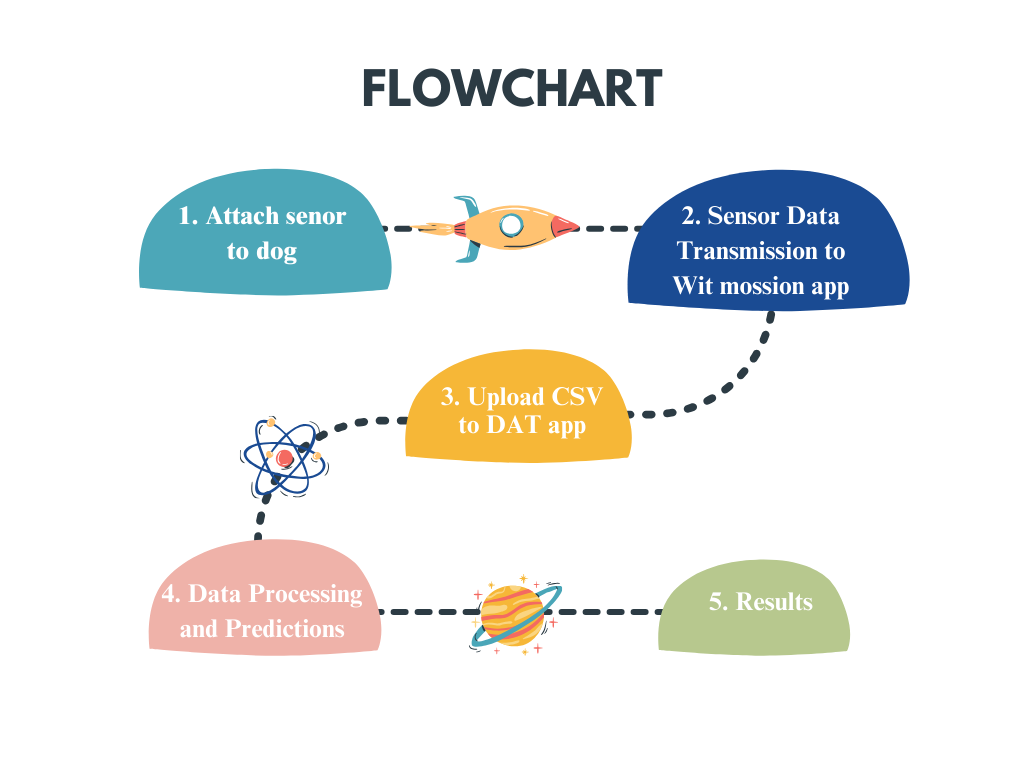 FLOWCHART
1. Attach senor
to dog
2. Sensor Data
Transmission to
Wit mossion app
3. Upload CSV
to DAT app
4. Data Processing
and Predictions
5. Results